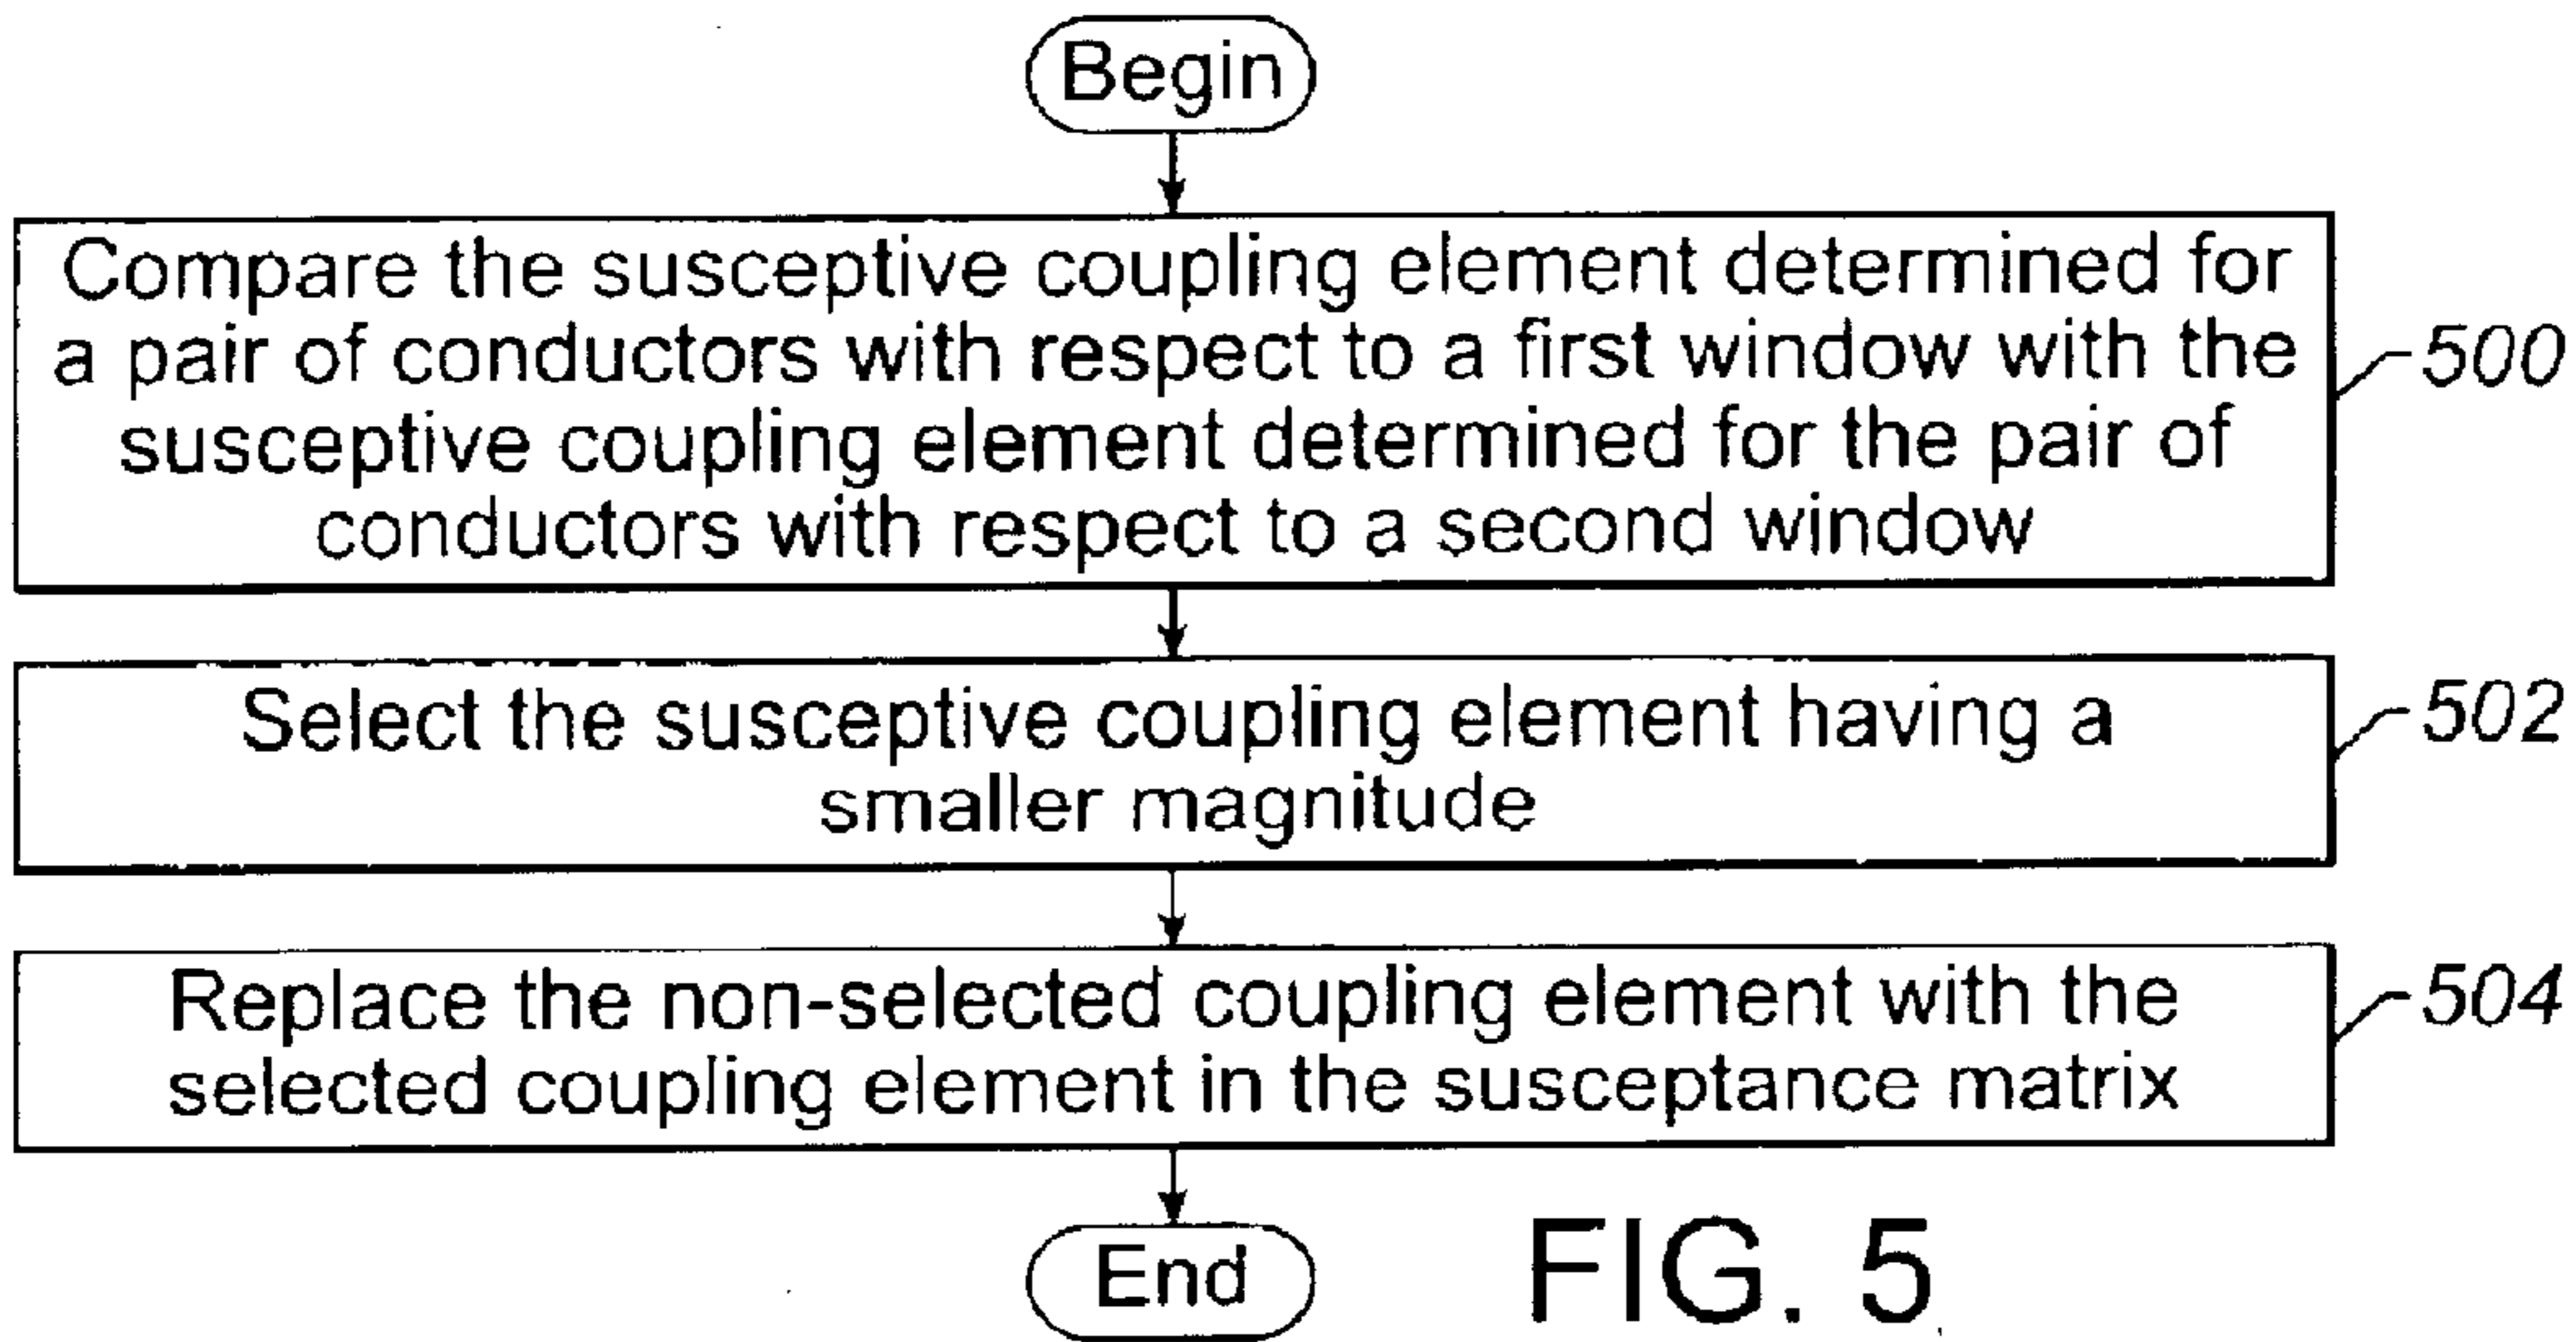 Begin
Compare the susceptive coupling element determined for
a pair of conductors with respect to a first window with the
susceptive coupling element determined for the pair of
conductors with respect to a second window
500
Select the susceptive coupling element having a
smaller magnitude
502
Replace the non-selected coupling element with the
selected coupling element in the susceptance matrix
504
End
FIG. 5